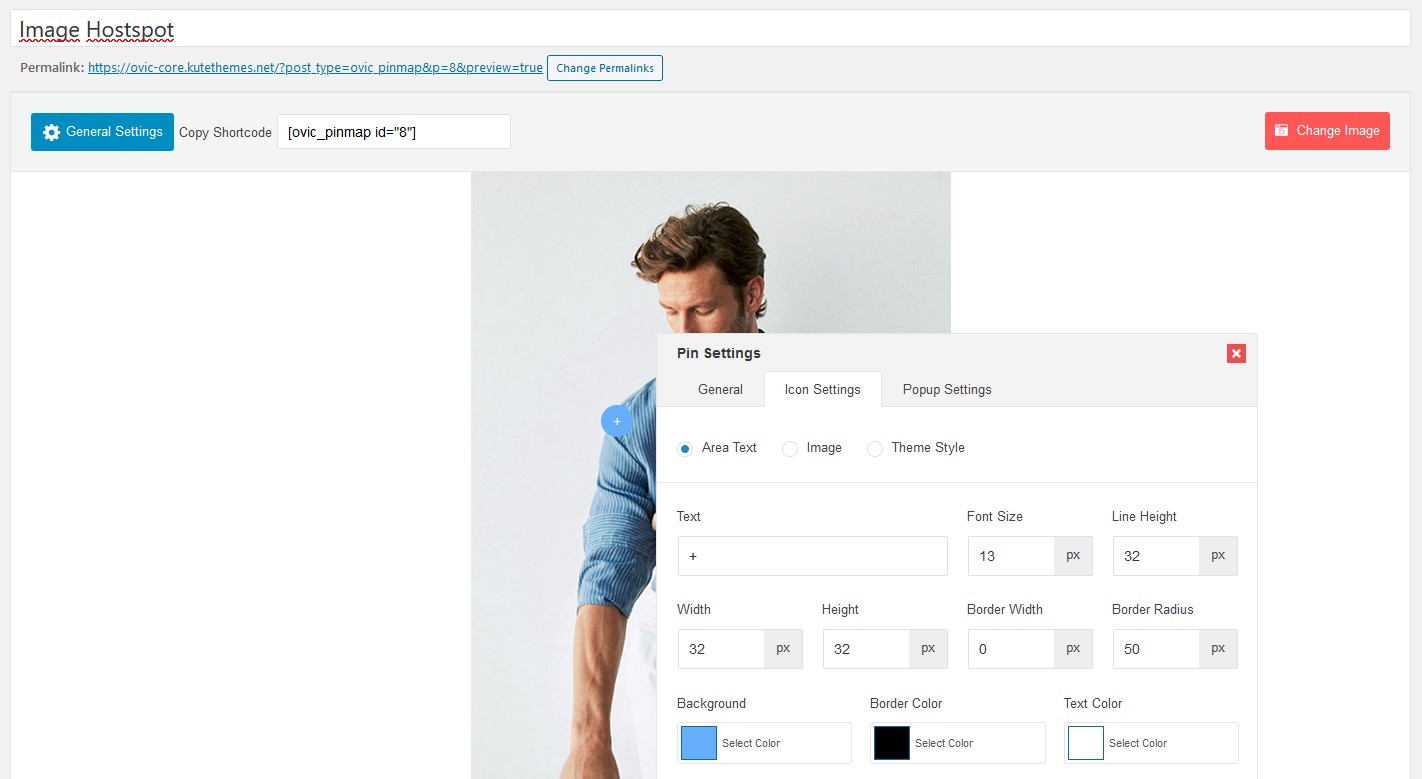 Image Hostspot
Permalink: https://ovic-core.kutethemes.net/?post_type=ovic_pinmap&p=8&preview=true Change Permalinks
General Settings Copy Shortcode [ovic_pinmap id="8"] Change Image
Pin Settings
General Icon Settings Popup Settings
+
Area Text Image Theme Style
Text Font Size Line Height
+ 13 px 32 px
Width Height Border Width Border Radius
32 px 32 px 0 px 50 px
Background Border Color Text Color
Select Color Select Color Select Color